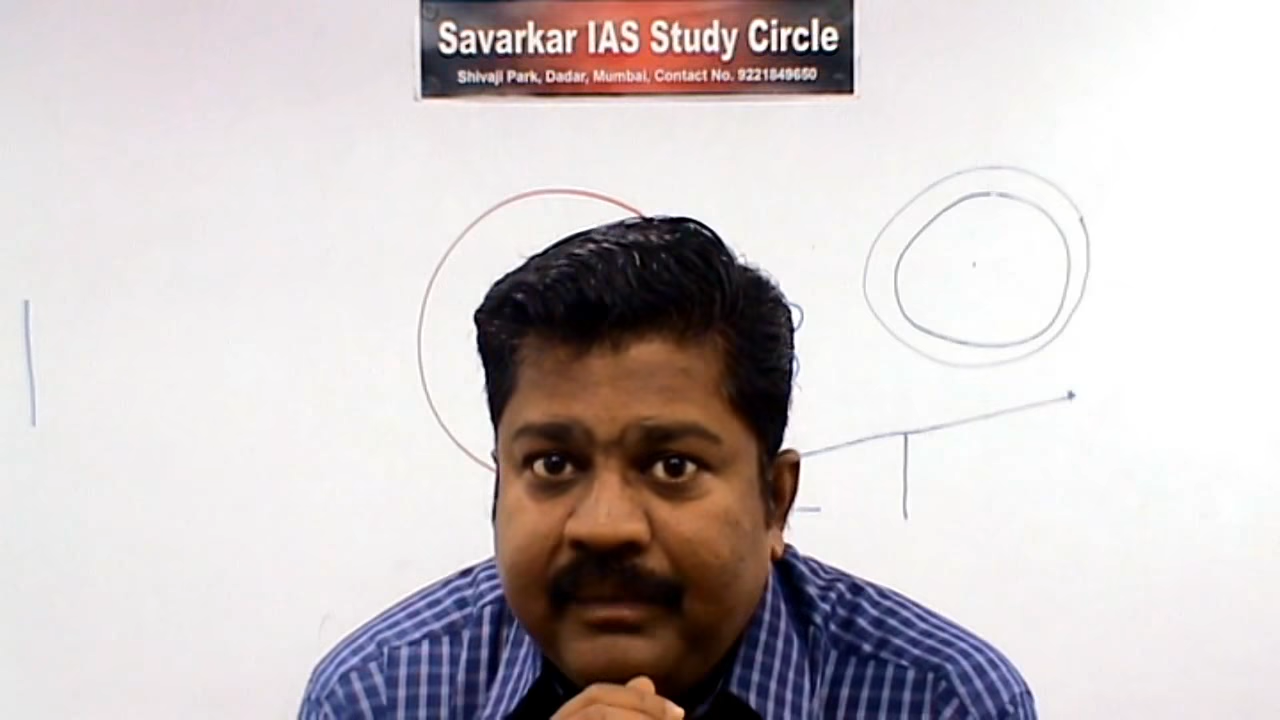 Savarkar IAS Study Circle
Shivaji Park, Dadar, Mumbai, Contact No. 9221849650